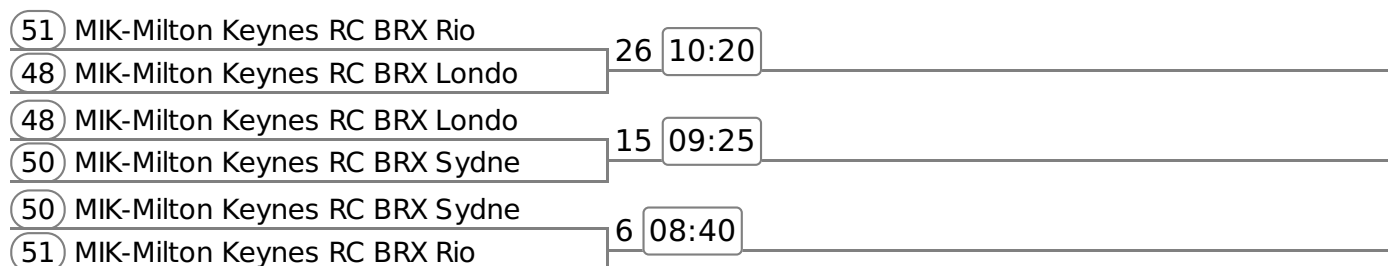 51 MIK-Milton Keynes RC BRX Rio
26 10:20
48 MIK-Milton Keynes RC BRX Londo
48 MIK-Milton Keynes RC BRX Londo
15 09:25
50 MIK-Milton Keynes RC BRX Sydne
50 MIK-Milton Keynes RC BRX Sydne
6 08:40
51 MIK-Milton Keynes RC BRX Rio